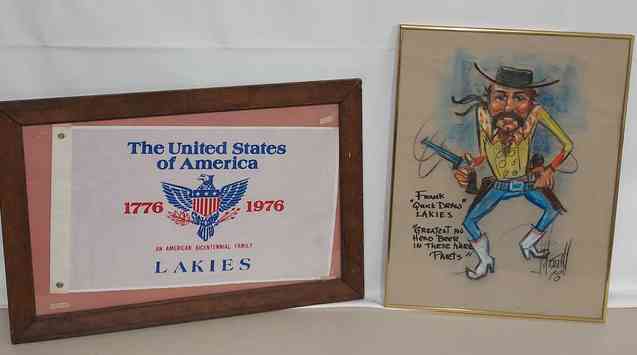 The United States
of America
1776 1976
AN AMERICAN BICENTENNIAL FAMILY
LAKIES
FRANK
"QUICK DRAW"
LAKIES
"GREATEST NO
HEAD BEER
IN THESE HERE
PARTS"